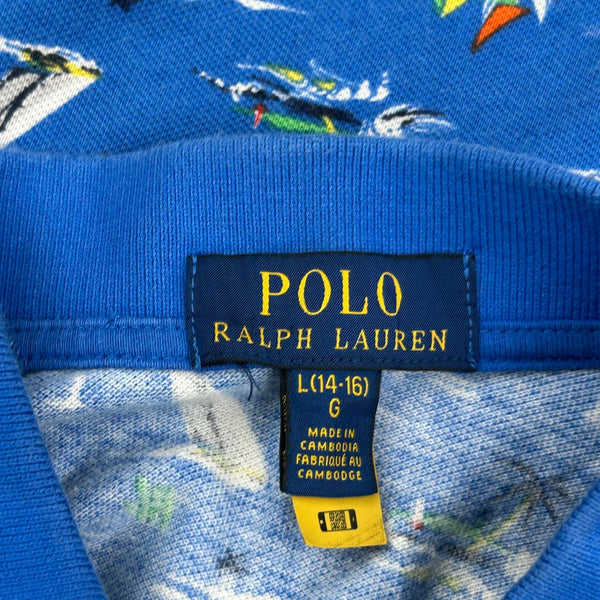 POLO
RALPH LAUREN
L(14-16)
G
MADE IN
CAMBODIA
FABRIQUÉ AU
CAMBODGE